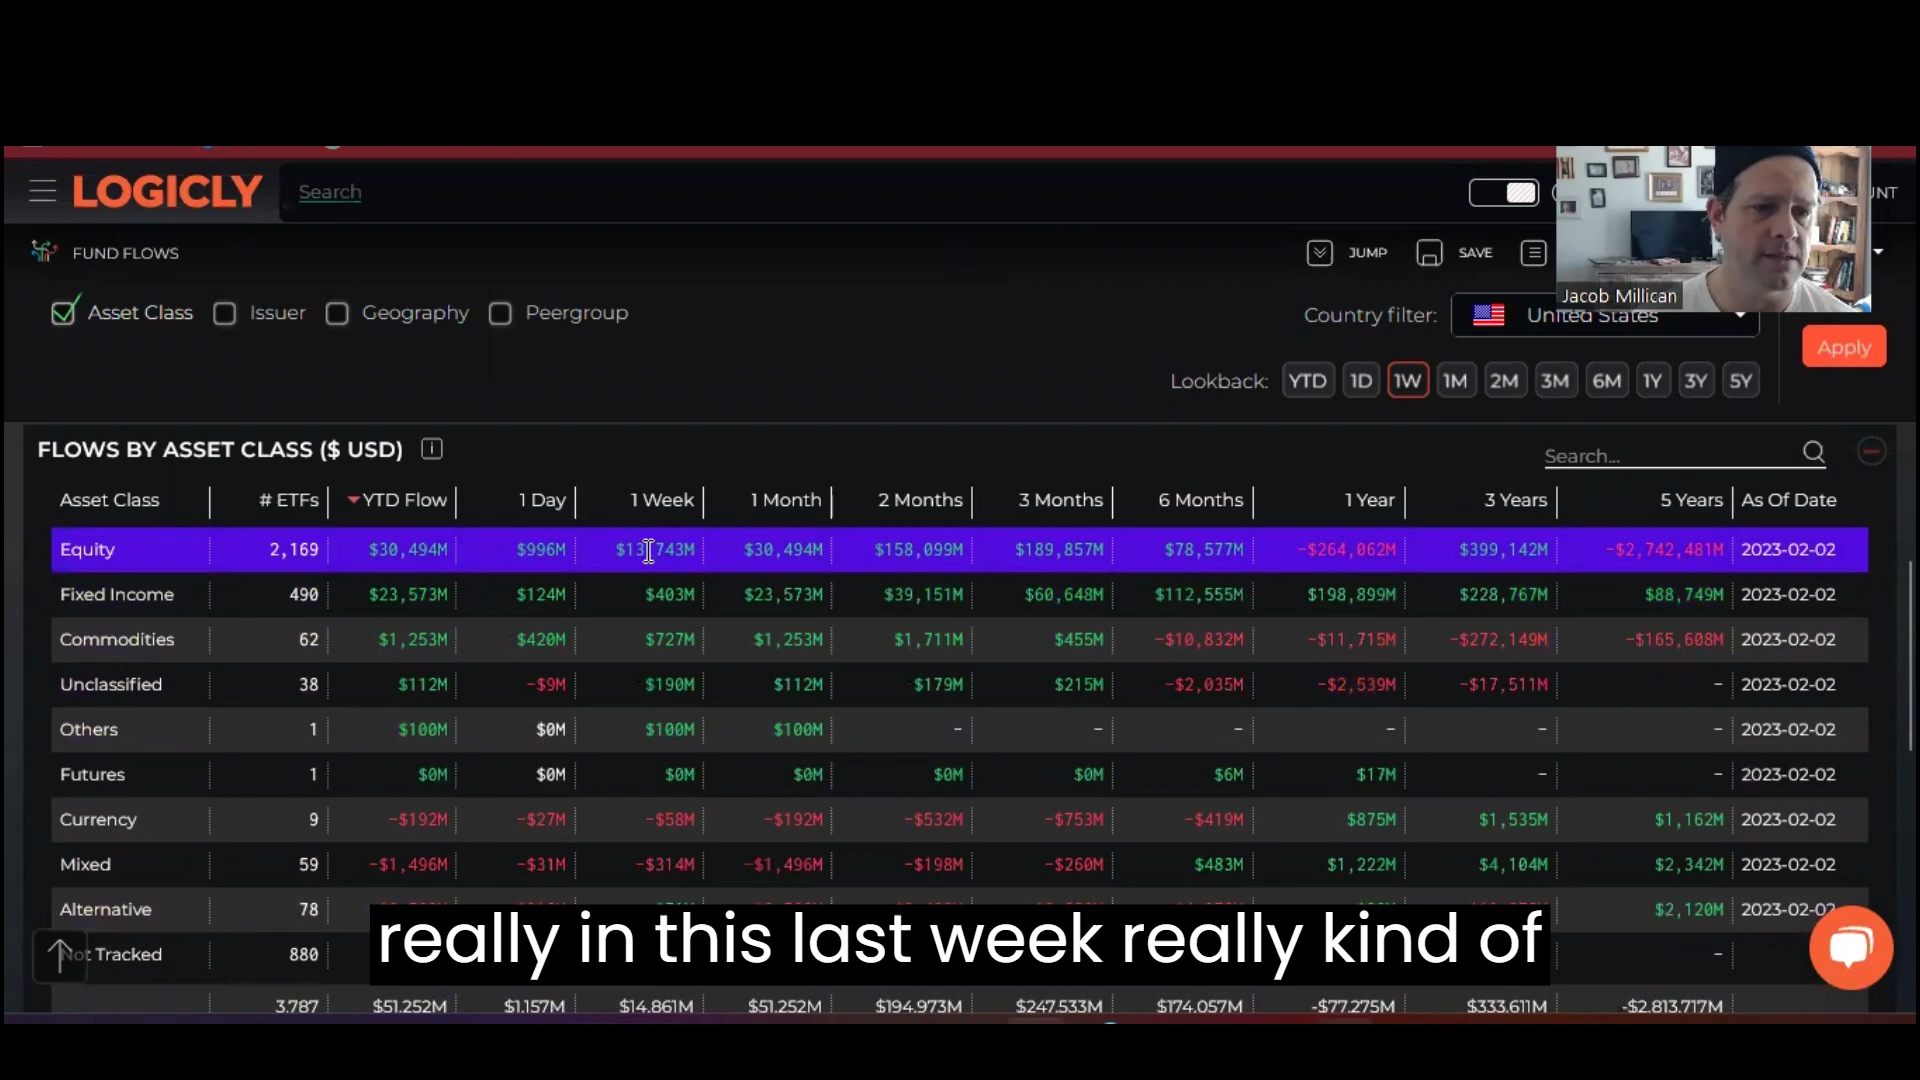 LOGICLY Search
FUND FLOWS JUMP SAVE
Jacob Millican
Asset Class Issuer Geography Peergroup Country filter: United States
Apply
Lookback: YTD 1D 1W 1M 2M 3M 6M 1Y 3Y 5Y
FLOWS BY ASSET CLASS ($ USD) Search...
Asset Class # ETFs YTD Flow 1 Day 1 Week 1 Month 2 Months 3 Months 6 Months 1 Year 3 Years 5 Years As Of Date
Equity 2,169 $30,494M $996M $13,743M $30,494M $158,099M $189,857M $78,577M -$264,062M $399,142M -$2,742,481M 2023-02-02
Fixed Income 490 $23,573M $124M $403M $23,573M $39,151M $60,648M $112,555M $198,899M $228,767M $88,749M 2023-02-02
Commodities 62 $1,253M $420M $727M $1,253M $1,711M $455M -$10,832M -$11,715M -$272,149M -$165,608M 2023-02-02
Unclassified 38 $112M -$9M $190M $112M $179M $215M -$2,035M -$2,539M -$17,511M - 2023-02-02
Others 1 $100M $0M $100M $100M - - - - - - 2023-02-02
Futures 1 $0M $0M $0M $0M $0M $0M $6M $17M - - 2023-02-02
Currency 9 -$192M -$27M -$58M -$192M -$532M -$753M -$419M $875M $1,535M $1,162M 2023-02-02
Mixed 59 -$1,496M -$31M -$314M -$1,496M -$198M -$260M $483M $1,222M $4,104M $2,342M 2023-02-02
Alternative 78 $2,120M 2023-02-02
Not Tracked 880 -
really in this last week really kind of
3,787 $51,252M $1,157M $14,861M $51,252M $194,973M $247,533M $174,057M -$77,275M $333,611M -$2,813,717M